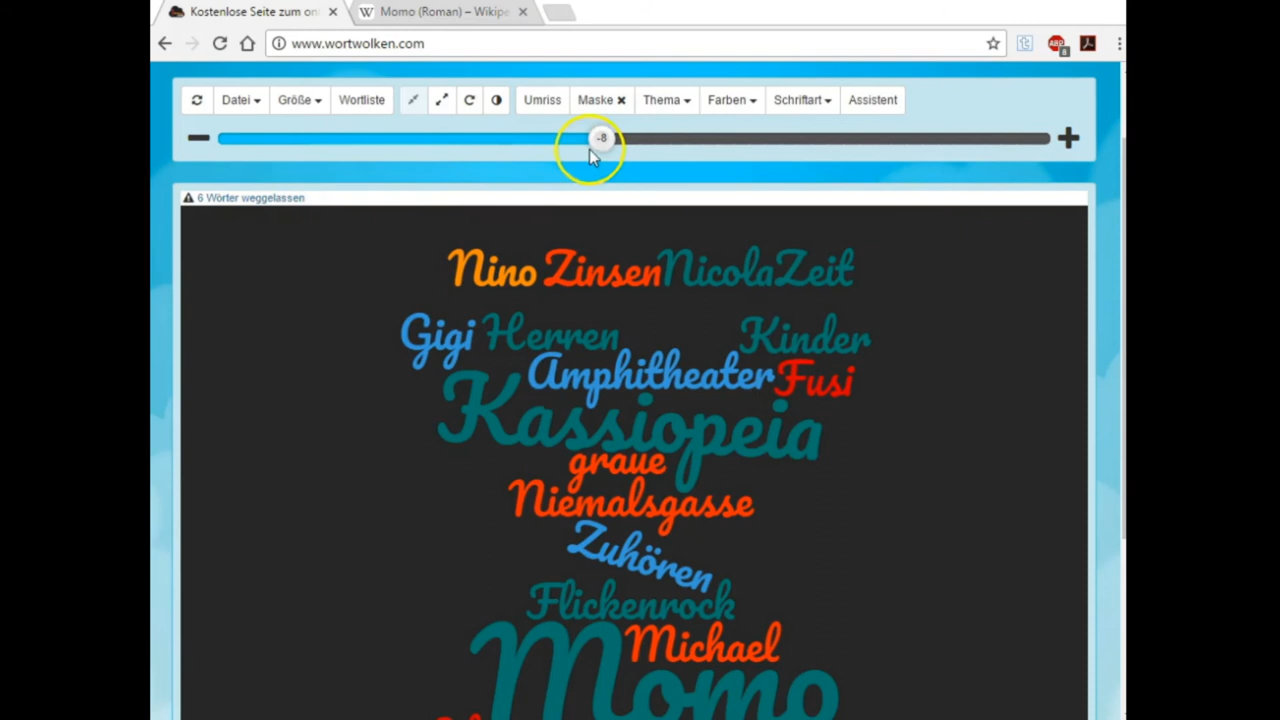 Kostenlose Seite zum on
Momo (Roman) – Wikipe
www.wortwolken.com
8
Datei Größe Wortliste Umriss Maske Thema Farben Schriftart Assistent
-8
6 Wörter weggelassen
Nino Zinsen Nicola Zeit
Gigi Herren Kinder
Amphitheater Fusi
Kassiopeia
graue
Niemalsgasse
Zuhören
Flickenrock
Michael
Momo